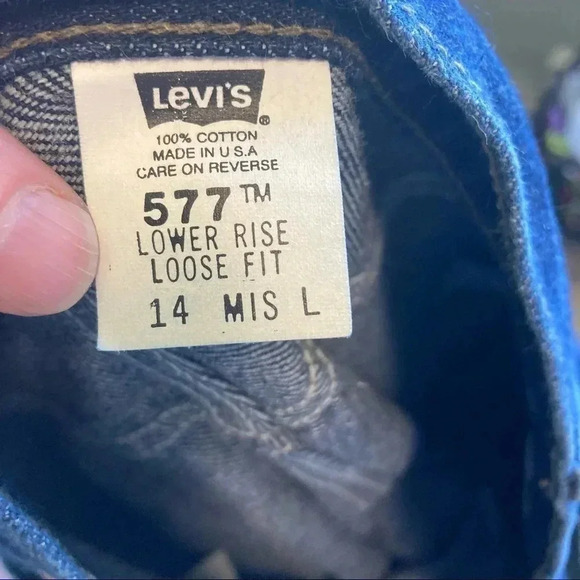 LEVI'S ®
100% COTTON
MADE IN U.S.A
CARE ON REVERSE
577™
LOWER RISE
LOOSE FIT
14 MIS L